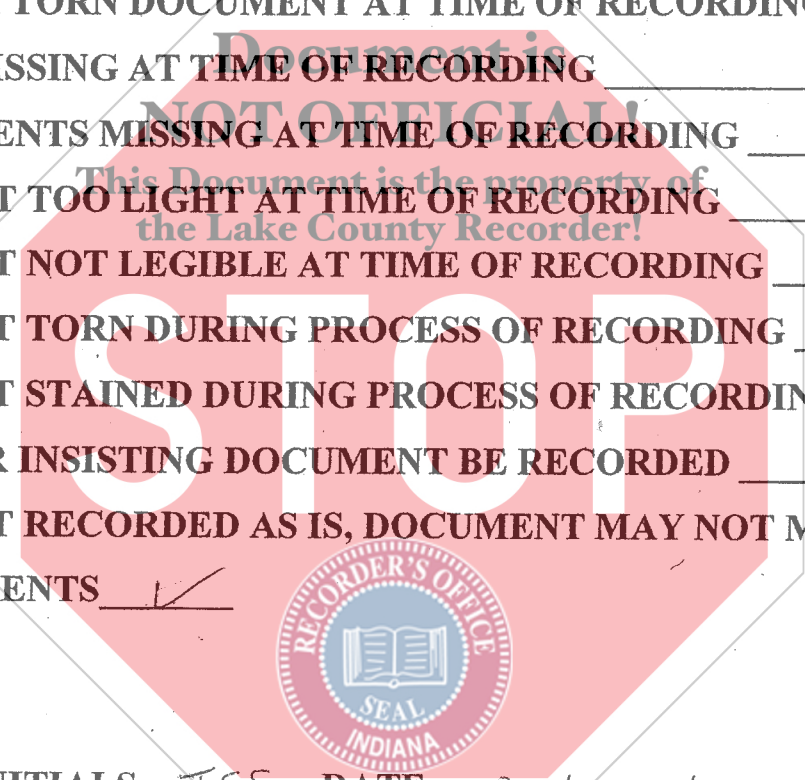 TORN DOCUMENT AT TIME OF RECORDING
Document is
ISSING AT TIME OF RECORDING
NOT OFFICIAL!
ENTS MISSING AT TIME OF RECORDING
This Document is the property of
T TOO LIGHT AT TIME OF RECORDING
the Lake County Recorder!
T NOT LEGIBLE AT TIME OF RECORDING
T TORN DURING PROCESS OF RECORDING
STOP
T STAINED DURING PROCESS OF RECORDIN
R INSISTING DOCUMENT BE RECORDED
T RECORDED AS IS, DOCUMENT MAY NOT M
ENTS
RECORDER'S OFFICE
SEAL
INDIANA
NITIALS DATE